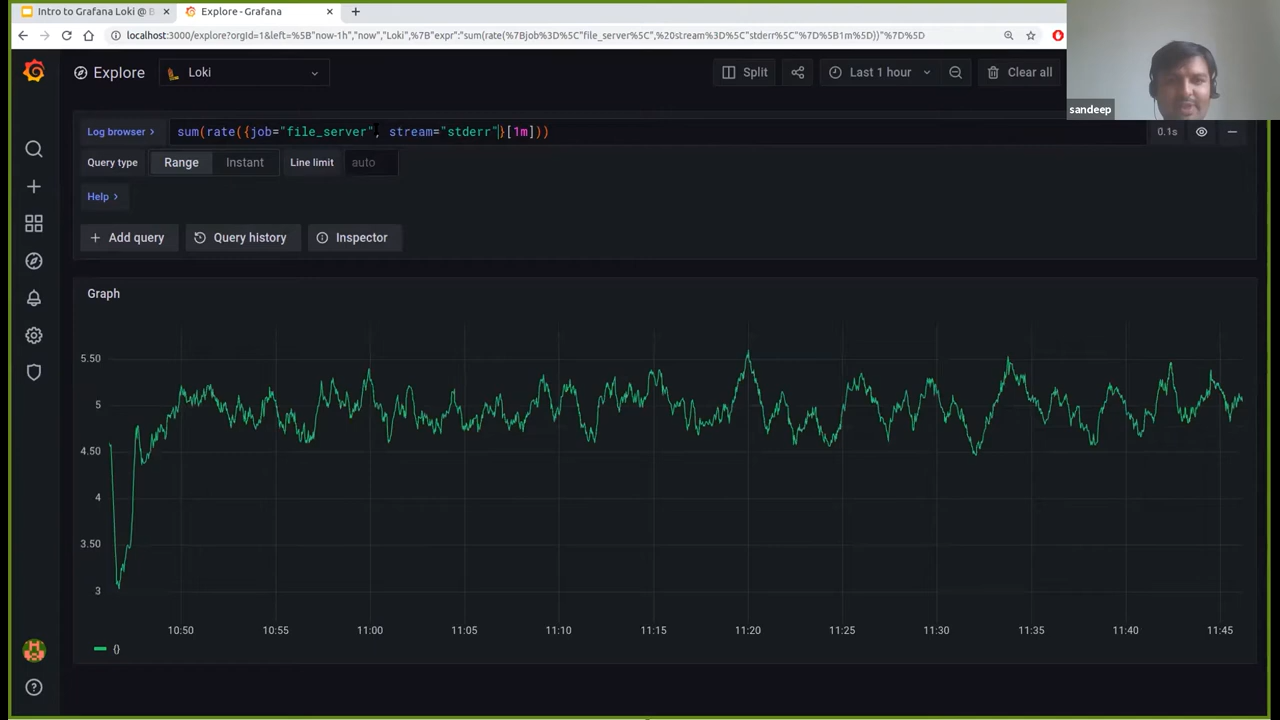 Intro to Grafana Loki @ B
Explore - Grafana
localhost:3000/explore?orgId=1&left=%5B"now-1h","now","Loki",%7B"expr":"sum(rate(%7Bjob%3D%5C"file_server%5C",%20stream%3D%5C"stderr%5C"%7D%5B1m%5D))"%7D%5D
sandeep
Explore
Loki
Split
Last 1 hour
Clear all
Log browser
sum(rate({job="file_server", stream="stderr"}[1m]))
0.1s
Query type
Range
Instant
Line limit
auto
Help
Add query
Query history
Inspector
Graph
5.50
5
4.50
4
3.50
3
10:50 10:55 11:00 11:05 11:10 11:15 11:20 11:25 11:30 11:35 11:40 11:45
{}